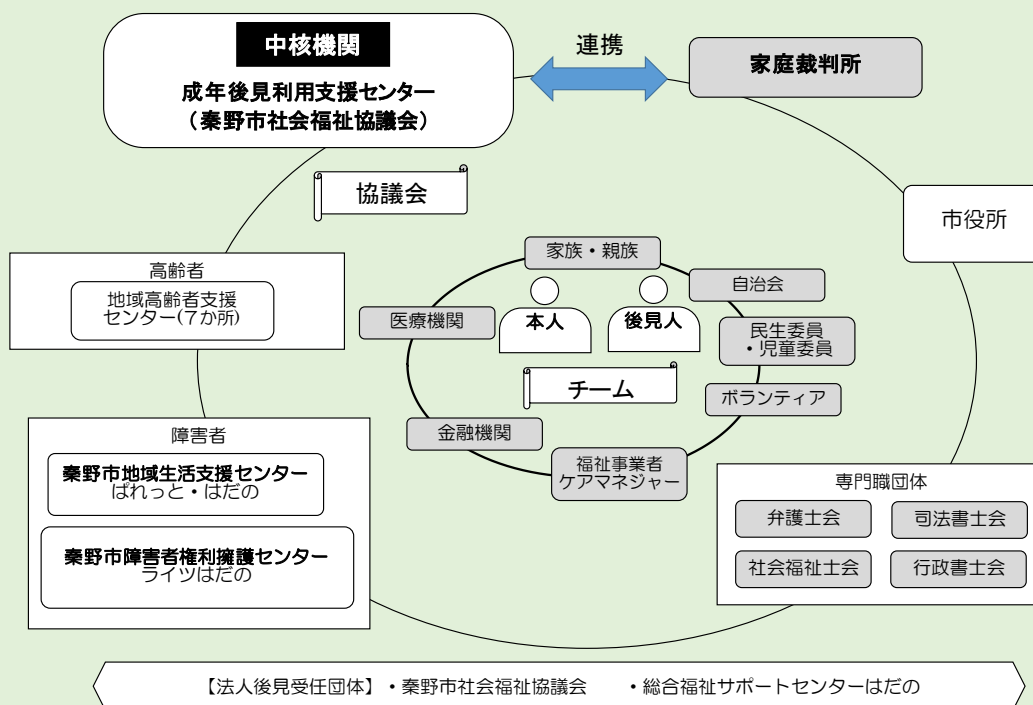 中核機関
成年後見利用支援センター
（秦野市社会福祉協議会）
連携
家庭裁判所
協議会
市役所
高齢者
地域高齢者支援
センター(７か所)
家族・親族
自治会
医療機関
本人
後見人
民生委員
・児童委員
チーム
ボランティア
金融機関
福祉事業者
ケアマネジャー
障害者
秦野市地域生活支援センター
ぱれっと・はだの
秦野市障害者権利擁護センター
ライツはだの
専門職団体
弁護士会
司法書士会
社会福祉士会
行政書士会
【法人後見受任団体】・秦野市社会福祉協議会　・総合福祉サポートセンターはだの